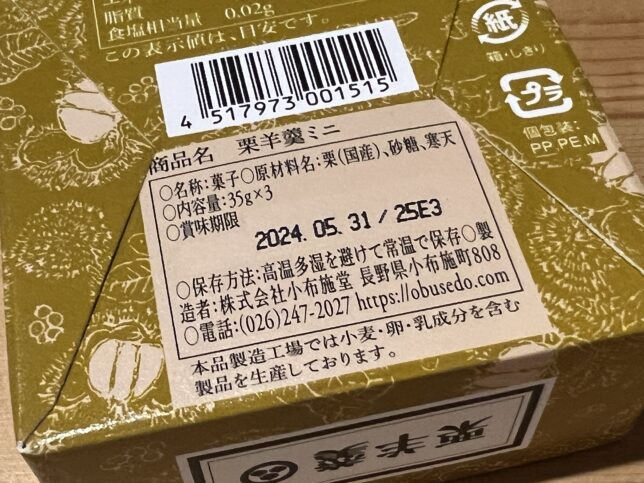 脂質
食塩相当量 0.02g
この表示値は、目安です。
紙
箱・しきり
プラ
個包装:
PP.PE.M
4 517973 001515
商品名 栗羊羹ミニ
○名称:菓子○原材料名:栗(国産)、砂糖、寒天
○内容量:35g×3
○賞味期限
2024.05.31/25E3
○保存方法:高温多湿を避けて常温で保存○製
造者:株式会社小布施堂 長野県小布施町808
○電話:(026)247-2027 https://obusedo.com
本品製造工場では小麦・卵・乳成分を含む
製品を生産しております。
栗羊羹